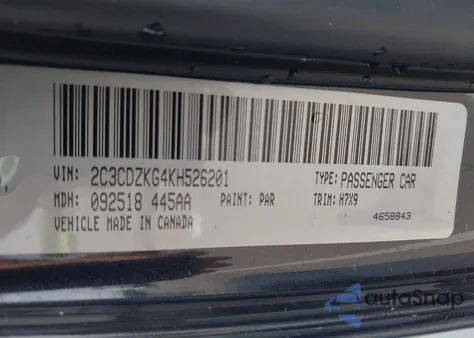 VIN: 2C3CDZKG4KH526201 TYPE: PASSENGER CAR
MDH: 092518 445AA PAINT: PAR TRIM: H7X9
VEHICLE MADE IN CANADA 4658843
autoSnap